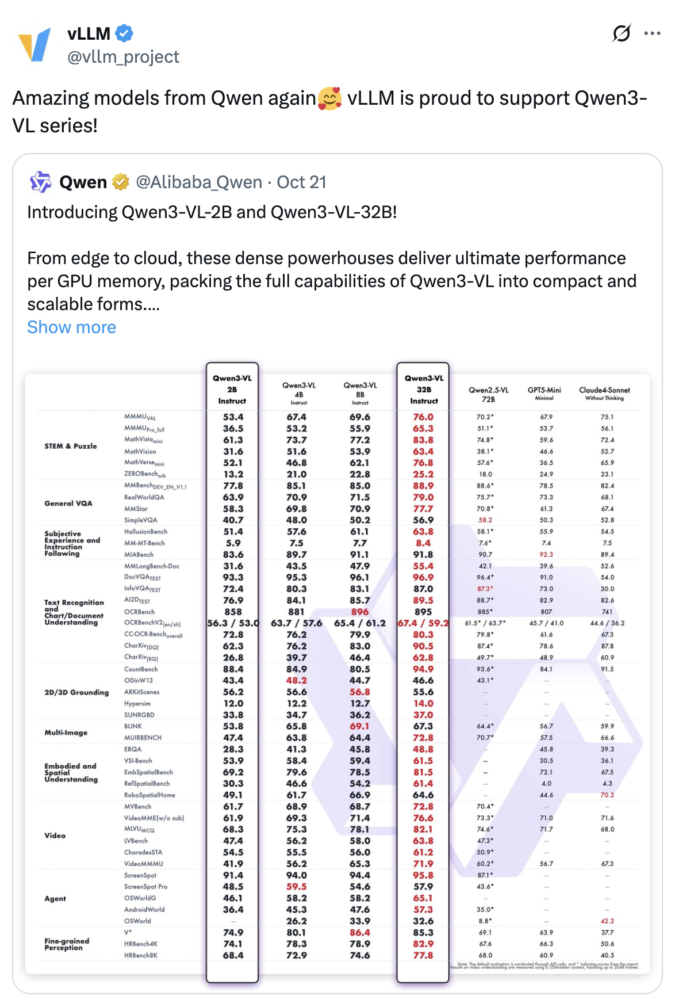 vLLM
@vllm_project
Amazing models from Qwen again🥰 vLLM is proud to support Qwen3-
VL series!
Qwen @Alibaba_Qwen · Oct 21
Introducing Qwen3-VL-2B and Qwen3-VL-32B!
From edge to cloud, these dense powerhouses deliver ultimate performance
per GPU memory, packing the full capabilities of Qwen3-VL into compact and
scalable forms....
Show more
Qwen3-VL 2B Instruct Qwen3-VL 4B Instruct Qwen3-VL 8B Instruct Qwen3-VL 32B Instruct Qwen2.5-VL 72B GPT5-Mini Minimal Claude4-Sonnet Without Thinking
STEM & Puzzle
MMMU VAL 53.4 67.4 69.6 76.0 70.2* 67.9 75.1
MMMU Pro_full 36.5 53.2 55.9 65.3 51.1* 53.7 56.1
MathVista mini 61.3 73.7 77.2 83.8 74.8* 59.6 72.4
MathVision 31.6 51.6 53.9 63.4 38.1* 46.6 52.7
MathVerse mini 52.1 46.8 62.1 76.8 57.6* 36.5 65.9
ZEROBench sub 13.2 21.0 22.8 25.2 18.0 24.9 23.1
General VQA
MMBench DEV_EN_V1.1 77.8 85.1 85.0 88.9 88.6* 78.5 82.4
RealWorldQA 63.9 70.9 71.5 79.0 75.7* 73.3 68.1
MMStar 58.3 69.8 70.9 77.7 70.8* 61.3 67.4
SimpleVQA 40.7 48.0 50.2 56.9 58.2 50.3 52.8
Subjective Experience and Instruction Following
HallusionBench 51.4 57.6 61.1 63.8 58.1* 55.9 54.5
MM-MT-Bench 5.9 7.5 7.7 8.4 7.6* 7.4 7.5
MIABench 83.6 89.7 91.1 91.8 90.7 92.3 89.4
Text Recognition and Chart/Document Understanding
MMLongBench-Doc 31.6 43.5 47.9 55.4 42.1 39.6 52.6
DocVQA TEST 93.3 95.3 96.1 96.9 96.4* 91.0 54.0
InfoVQA TEST 72.4 80.3 83.1 87.0 87.3* 73.0 30.0
AI2D TEST 76.9 84.1 85.7 89.5 88.7* 82.9 82.6
OCRBench 858 881 896 895 885* 807 741
OCRBenchV2 (en/zh) 56.3 / 53.0 63.7 / 57.6 65.4 / 61.2 67.4 / 59.2 61.5* / 63.7* 45.7 / 41.0 44.6 / 36.2
CC-OCR-Bench overall 72.8 76.2 79.9 80.3 79.8* 61.6 67.3
CharXiv(DQ) 62.3 76.2 83.0 90.5 87.4* 78.6 87.8
CharXiv(RQ) 26.8 39.7 46.4 62.8 49.7* 48.9 60.9
2D/3D Grounding
CountBench 88.4 84.9 80.5 94.9 93.6* 84.1 91.5
ODinW13 43.4 48.2 44.7 46.6 43.1* – –
ARKitScenes 56.2 56.6 56.8 55.6 – – –
Hypersim 12.0 12.2 12.7 14.0 – – –
SUNRGBD 33.8 34.7 36.2 37.0 – – –
Multi-Image
BLINK 53.8 65.8 69.1 67.3 64.4* 56.7 59.9
MUIRBENCH 47.4 63.8 64.4 72.8 70.7* 57.5 66.6
Embodied and Spatial Understanding
ERQA 28.3 41.3 45.8 48.8 – 45.8 39.3
VSI-Bench 53.9 58.4 59.4 61.5 – 30.5 36.1
EmbSpatialBench 69.2 79.6 78.5 81.5 – 72.1 67.5
RefSpatialBench 30.3 46.6 54.2 61.4 – 4.0 4.3
RoboSpatialHome 49.1 61.7 66.9 64.6 – 44.6 70.2
Video
MVBench 61.7 68.9 68.7 72.8 70.4* – –
VideoMME(w/o sub) 61.9 69.3 71.4 76.6 73.3* 71.0 71.6
MLVU MCQ 68.3 75.3 78.1 82.1 74.6* 71.7 68.0
LVBench 47.4 56.2 58.0 63.8 47.3* – –
CharadesSTA 54.5 55.5 56.0 61.2 50.9* – –
VideoMMMU 41.9 56.2 65.3 71.9 60.2* 56.7 67.3
Agent
ScreenSpot 91.4 94.0 94.4 95.8 87.1* – –
ScreenSpot Pro 48.5 59.5 54.6 57.9 43.6* – –
OSWorldG 46.1 58.2 58.2 65.1 – – –
AndroidWorld 36.4 45.3 47.6 57.3 35.0* – –
OSWorld – 26.2 33.9 32.6 8.8* – 42.2
Fine-grained Perception
V* 74.9 80.1 86.4 85.3 69.1 63.9 37.7
HRBench4K 74.1 78.3 78.9 82.9 67.6 66.3 50.6
HRBench8K 68.4 72.9 74.6 77.8 68.0 60.9 40.5
Note: The default evaluation is conducted through API calls, and * indicates scores from the report.
Results on video understanding are measured using a 256k-token context, handling up to 2048 frames.